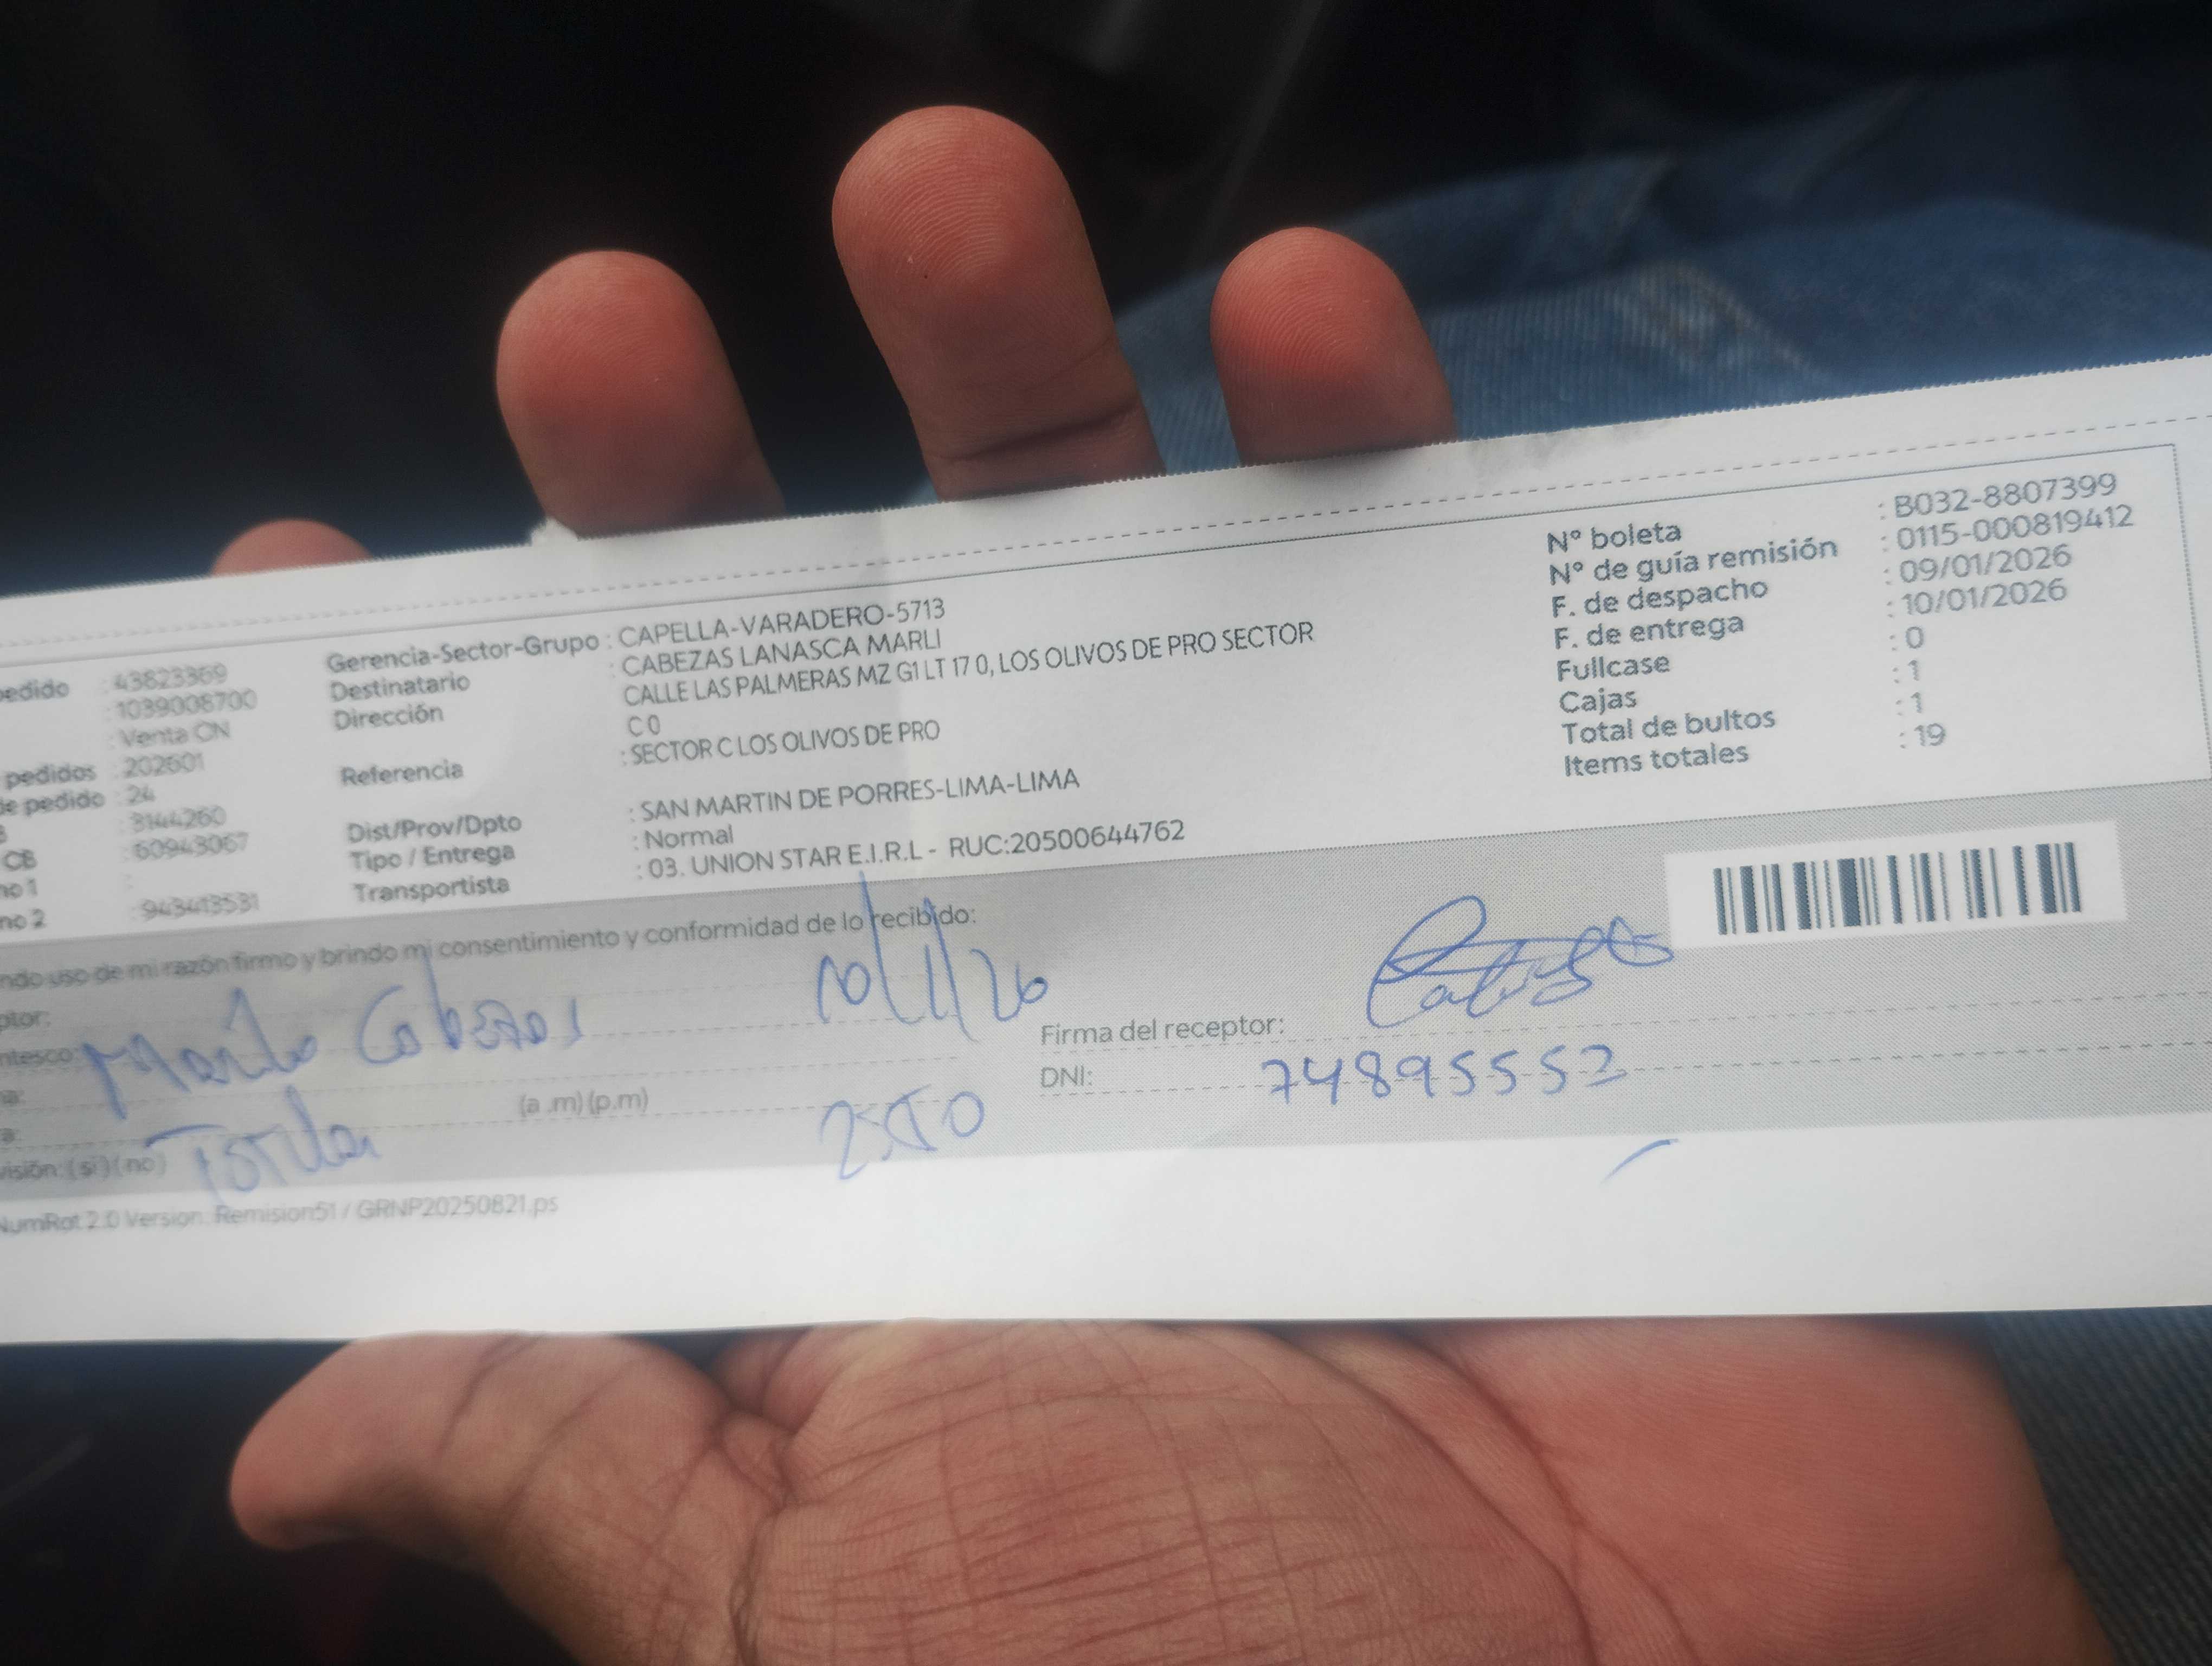 Gerencia-Sector-Grupo : CAPELLA-VARADERO-5713
Destinatario : CABEZAS LANASCA MARLI
Dirección CALLE LAS PALMERAS MZ G1 LT 17 0, LOS OLIVOS DE PRO SECTOR
C 0
Referencia : SECTOR C LOS OLIVOS DE PRO
Dist/Prov/Dpto : SAN MARTIN DE PORRES-LIMA-LIMA
Tipo / Entrega : Normal
Transportista : 03. UNION STAR E.I.R.L - RUC:20500644762
pedido : 43823369
: 1039008700
: Venta CN
pedidos : 202601
de pedido : 24
: 3144260
CB : 60943067
no 1 :
no 2 : 943413531
N° boleta : B032-8807399
N° de guía remisión : 0115-000819412
F. de despacho : 09/01/2026
F. de entrega : 10/01/2026
Fullcase : 0
Cajas : 1
Total de bultos : 1
Items totales : 19
ndo uso de mi razón firmo y brindo mi consentimiento y conformidad de lo recibido:
ptor:
ntesco:
Cabezas
10/1/26
Firma del receptor:
DNI: 74895552
(a .m) (p.m)
visión: (si) (no)
NumRot 2.0 Version: Remision51 / GRNP20250821.ps